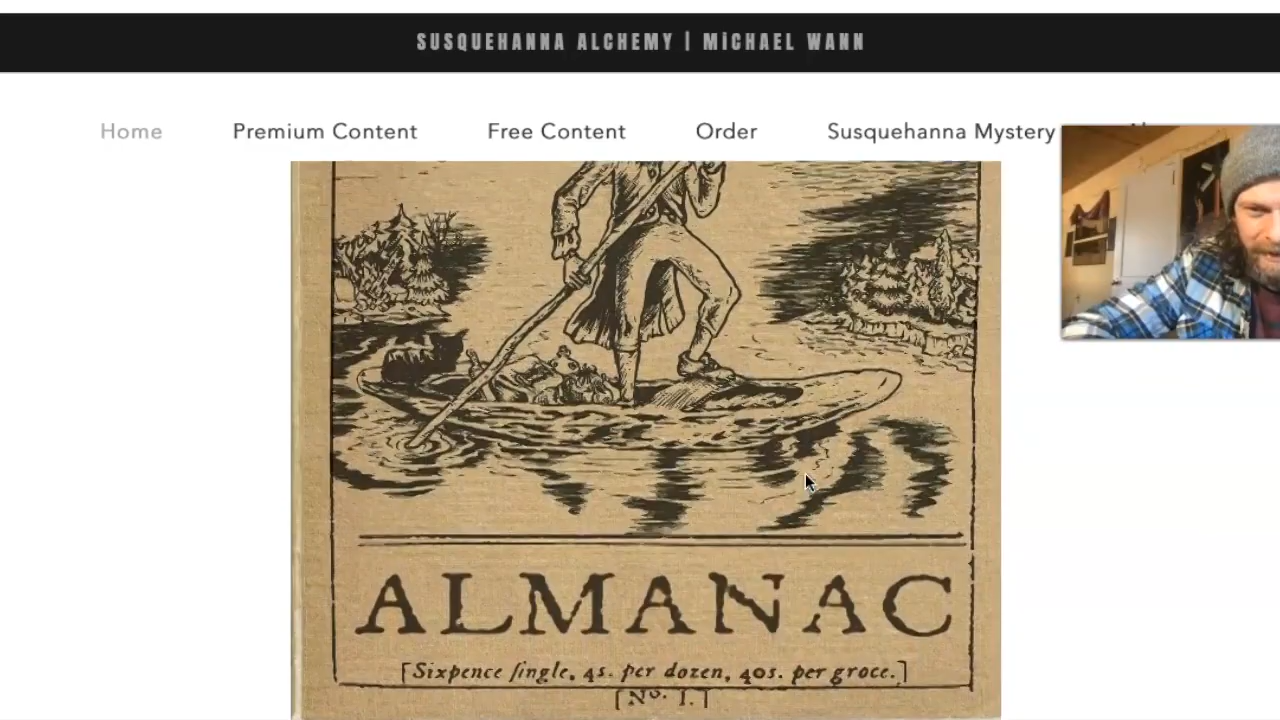 SUSQUEHANNA ALCHEMY | MiCHAEL WANN
Home Premium Content Free Content Order Susquehanna Mystery
ALMANAC
[Sixpence ſingle, 4s. per dozen, 40s. per groce.]
[No. I.]